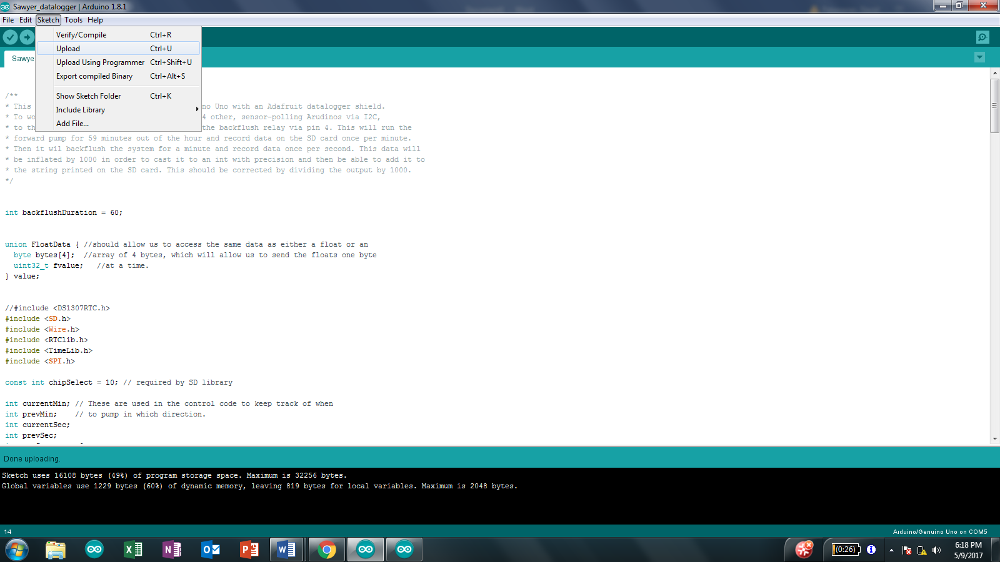 Sawyer_datalogger | Arduino 1.8.1
File Edit Sketch Tools Help
Verify/Compile Ctrl+R
Upload Ctrl+U
Upload Using Programmer Ctrl+Shift+U
Export compiled Binary Ctrl+Alt+S
Show Sketch Folder Ctrl+K
Include Library
Add File...
Sawye
/**
* This no Uno with an Adafruit datalogger shield.
* To wo 4 other, sensor-polling Arudinos via I2C,
* to th the backflush relay via pin 4. This will run the
* forward pump for 59 minutes out of the hour and record data on the SD card once per minute.
* Then it wil backflush the system for a minute and record data once per second. This data will
* be inflated by 1000 in order to cast it to an int with precision and then be able to add it to
* the string printed on the SD card. This should be corrected by dividing the output by 1000.
*/
int backflushDuration = 60;
union FloatData { //should allow us to access the same data as either a float or an
byte bytes[4]; //array of 4 bytes, which will allow us to send the floats one byte
uint32_t fvalue; //at a time.
} value;
//#include <DS1307RTC.h>
#include <SD.h>
#include <Wire.h>
#include <RTClib.h>
#include <TimeLib.h>
#include <SPI.h>
const int chipSelect = 10; // required by SD library
int currentMin; // These are used in the control code to keep track of when
int prevMin; // to pump in which direction.
int currentSec;
int prevSec;
Done uploading.
Sketch uses 16108 bytes (49%) of program storage space. Maximum is 32256 bytes.
Global variables use 1229 bytes (60%) of dynamic memory, leaving 819 bytes for local variables. Maximum is 2048 bytes.
14 Arduino/Genuino Uno on COM5
(0:26)
6:18 PM
5/9/2017